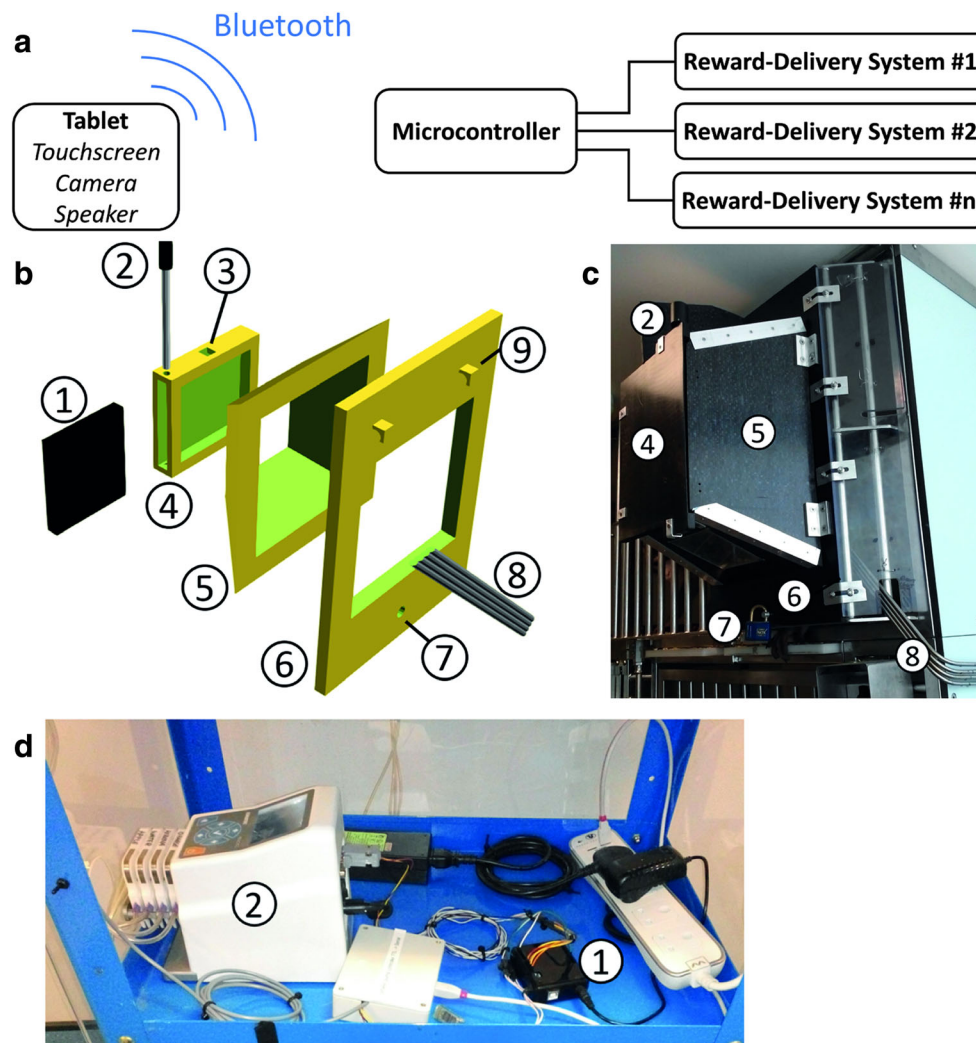 a
Bluetooth
Tablet
Touchscreen
Camera
Speaker
Microcontroller
Reward-Delivery System #1
Reward-Delivery System #2
Reward-Delivery System #n
b
1
2
3
4
5
6
7
8
9
c
2
4
5
6
7
8
d
2
1